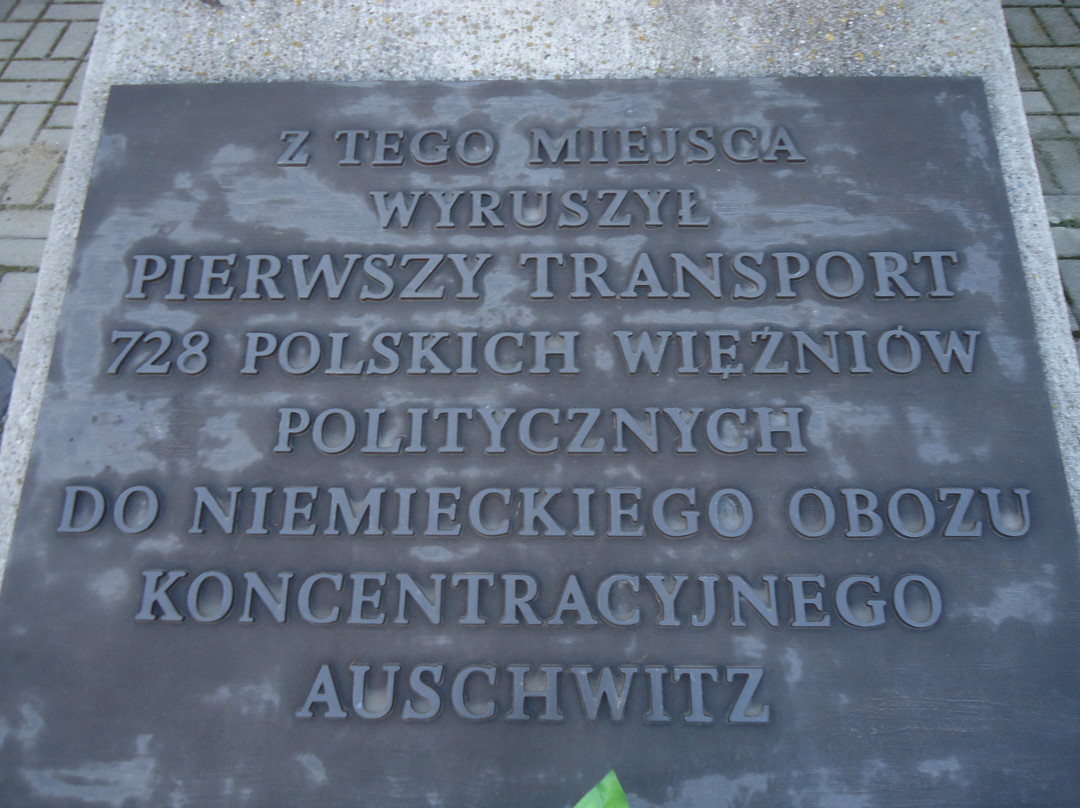 Z TEGO MIEJSCA
WYRUSZYŁ
PIERWSZY TRANSPORT
728 POLSKICH WIĘŹNIÓW
POLITYCZNYCH
DO NIEMIECKIEGO OBOZU
KONCENTRACYJNEGO
AUSCHWITZ